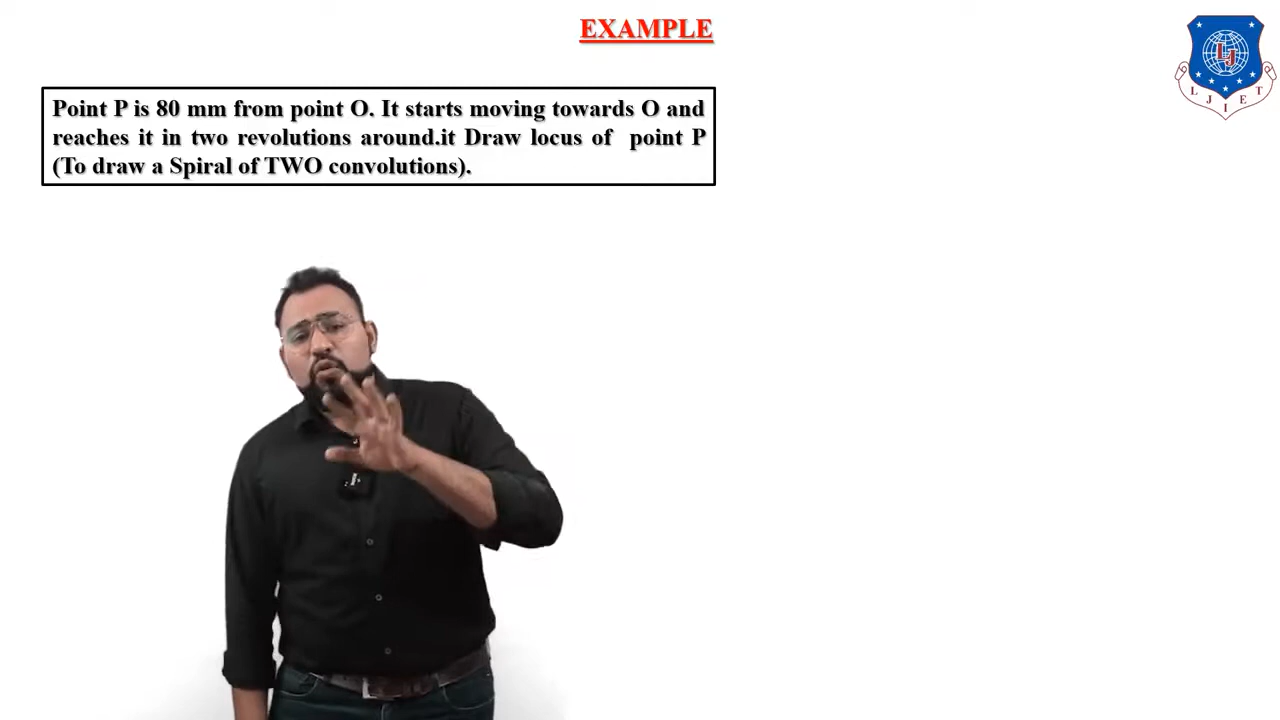 EXAMPLE
Point P is 80 mm from point O. It starts moving towards O and
reaches it in two revolutions around.it Draw locus of point P
(To draw a Spiral of TWO convolutions).
LJ
L J I E T